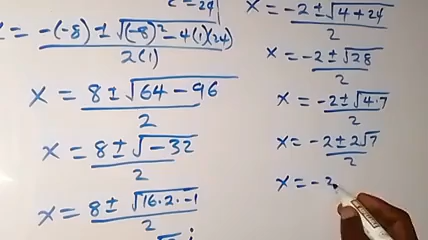 c = 24
x = -(-8) ± √(-8)² - 4(1)(24) / 2(1)
x = 8 ± √64 - 96 / 2
x = 8 ± √-32 / 2
x = 8 ± √16·2·-1 / 2
x = -2 ± √4 + 24 / 2
x = -2 ± √28 / 2
x = -2 ± √4·7 / 2
x = -2 ± 2√7 / 2
x = -2